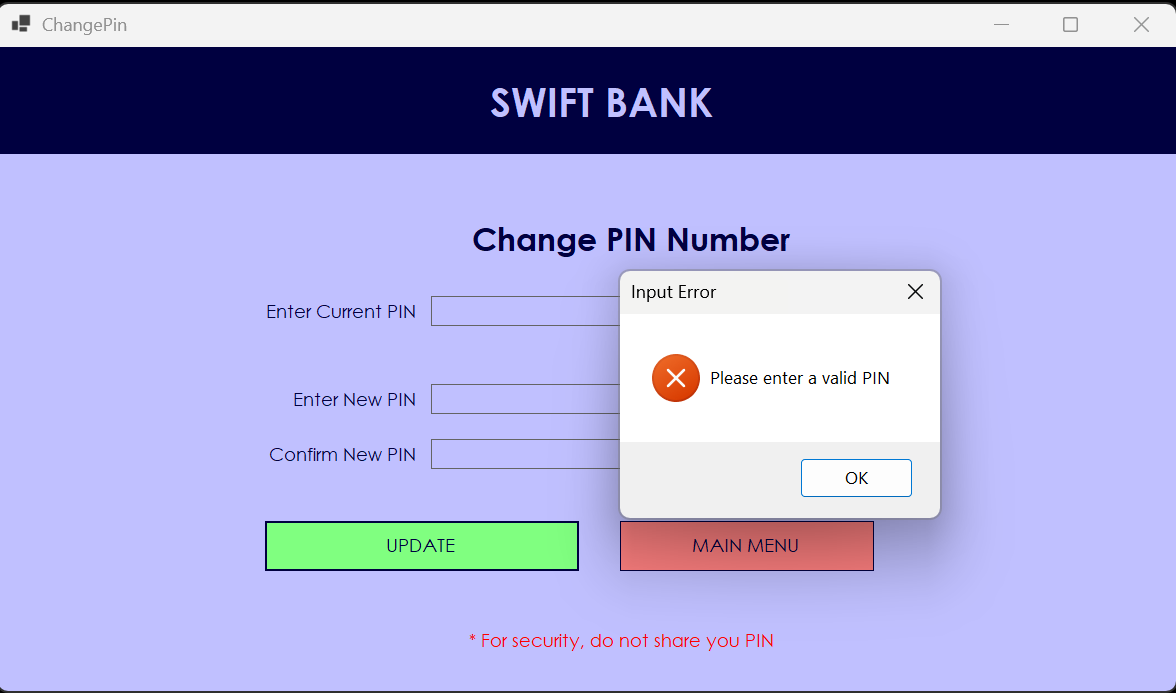 ChangePin
SWIFT BANK
Change PIN Number
Input Error
Enter Current PIN
Please enter a valid PIN
Enter New PIN
Confirm New PIN
OK
UPDATE
MAIN MENU
* For security, do not share you PIN